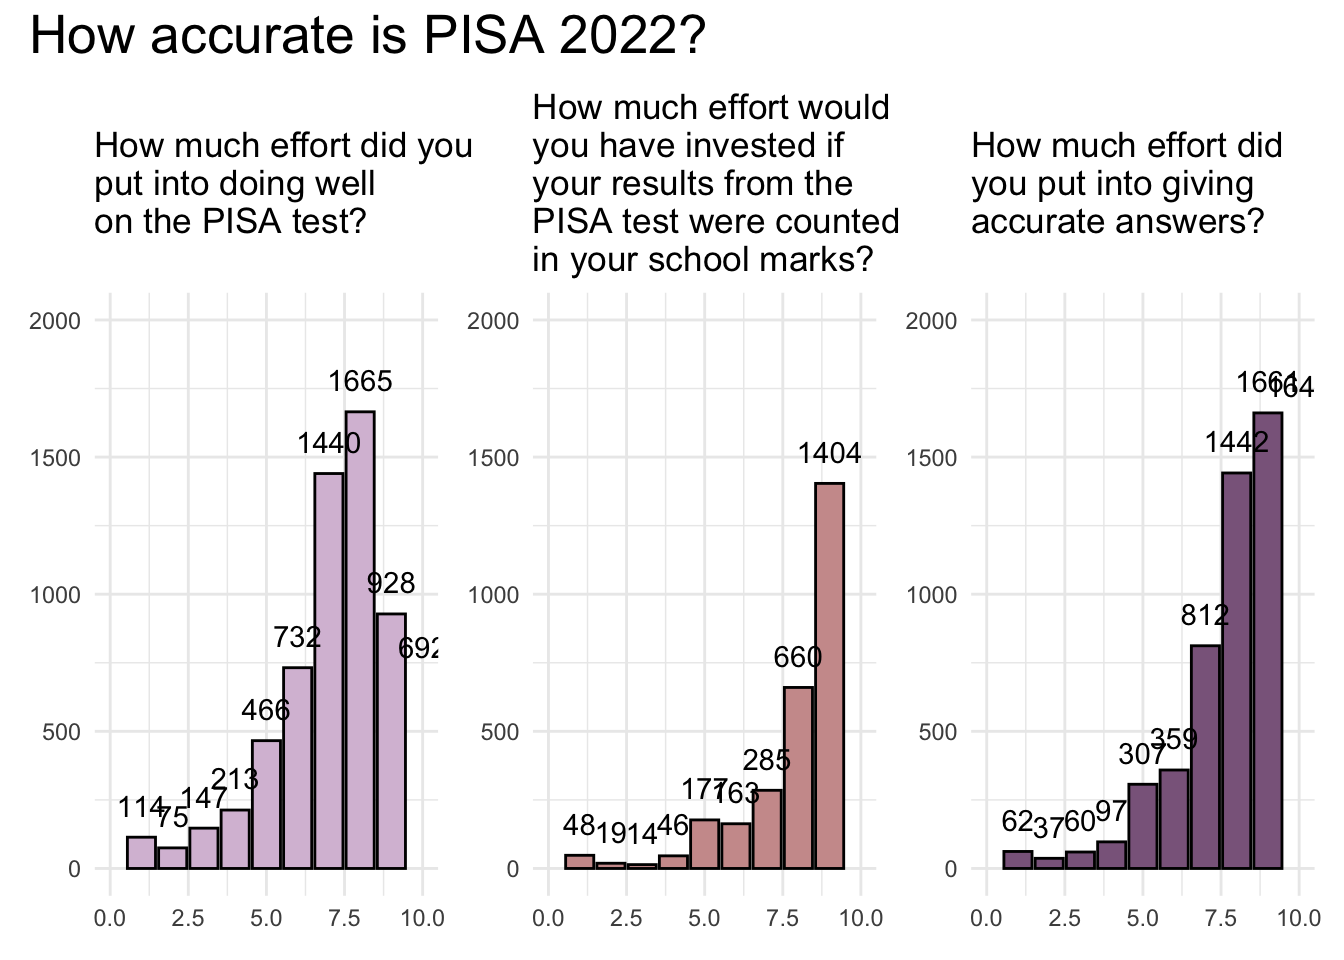 How accurate is PISA 2022?
How much effort did you
put into doing well
on the PISA test?
2000
1500
1000
500
0
114
75
147
213
466
732
1440
1665
928
692
0.0 2.5 5.0 7.5 10.0
How much effort would
you have invested if
your results from the
PISA test were counted
in your school marks?
2000
1500
1000
500
0
48
19
14
46
177
163
285
660
1404
0.0 2.5 5.0 7.5 10.0
How much effort did
you put into giving
accurate answers?
2000
1500
1000
500
0
62
37
60
97
307
359
812
1442
1661
0.0 2.5 5.0 7.5 10.0